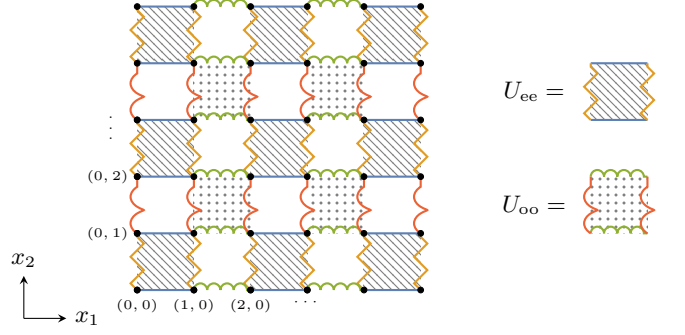 U_ee =
⋮
(0, 2)
U_oo =
(0, 1)
x_2
x_1
(0, 0) (1, 0) (2, 0) · · ·